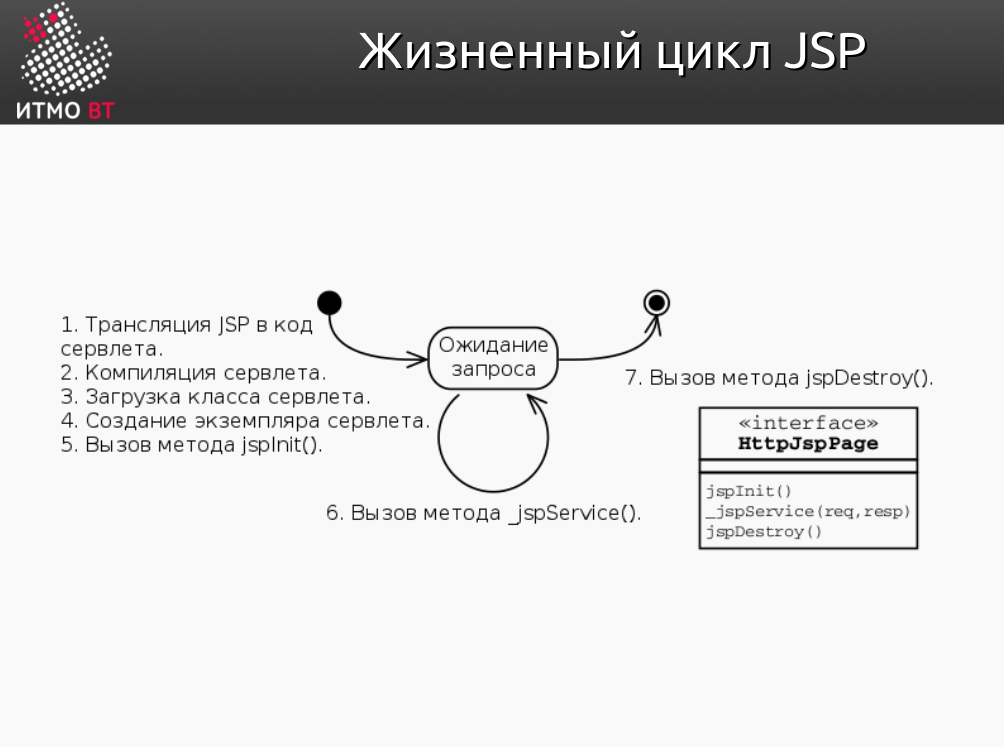 ИТМО ВТ
Жизненный цикл JSP
1. Трансляция JSP в код
сервлета.
2. Компиляция сервлета.
3. Загрузка класса сервлета.
4. Создание экземпляра сервлета.
5. Вызов метода jspInit().
Ожидание
запроса
6. Вызов метода _jspService().
7. Вызов метода jspDestroy().
«interface»
HttpJspPage
jspInit()
_jspService(req,resp)
jspDestroy()